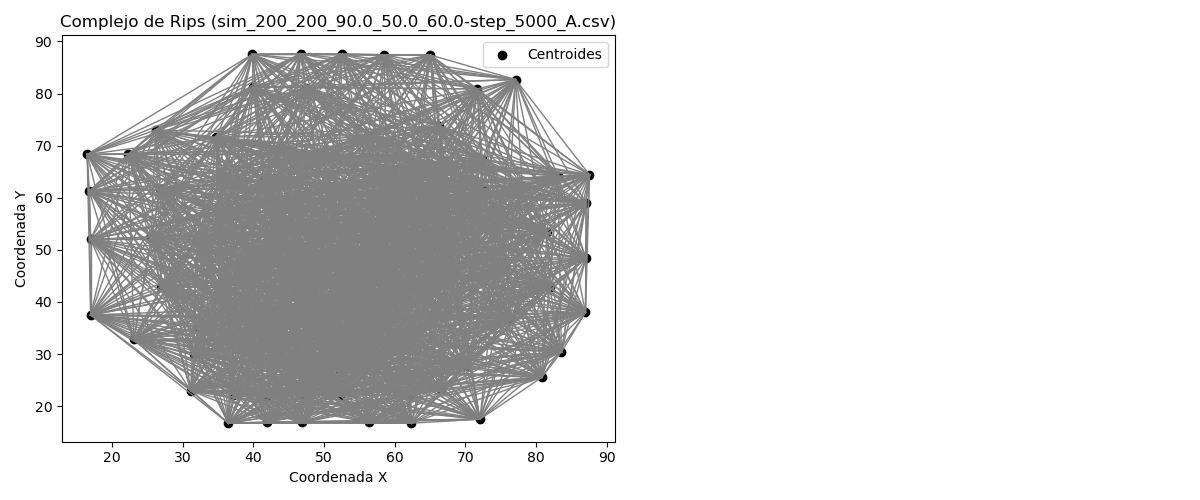 Complejo de Rips (sim_200_200_90.0_50.0_60.0-step_5000_A.csv)
Centroides
90
80
70
60
50
40
30
20
Coordenada Y
20 30 40 50 60 70 80 90
Coordenada X